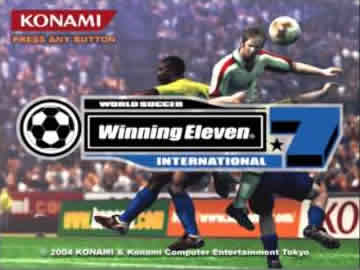 KONAMI
PRESS ANY BUTTON
WORLD SOCCER
Winning Eleven®
7
INTERNATIONAL
© 2004 KONAMI & Konami Computer Entertainment Tokyo